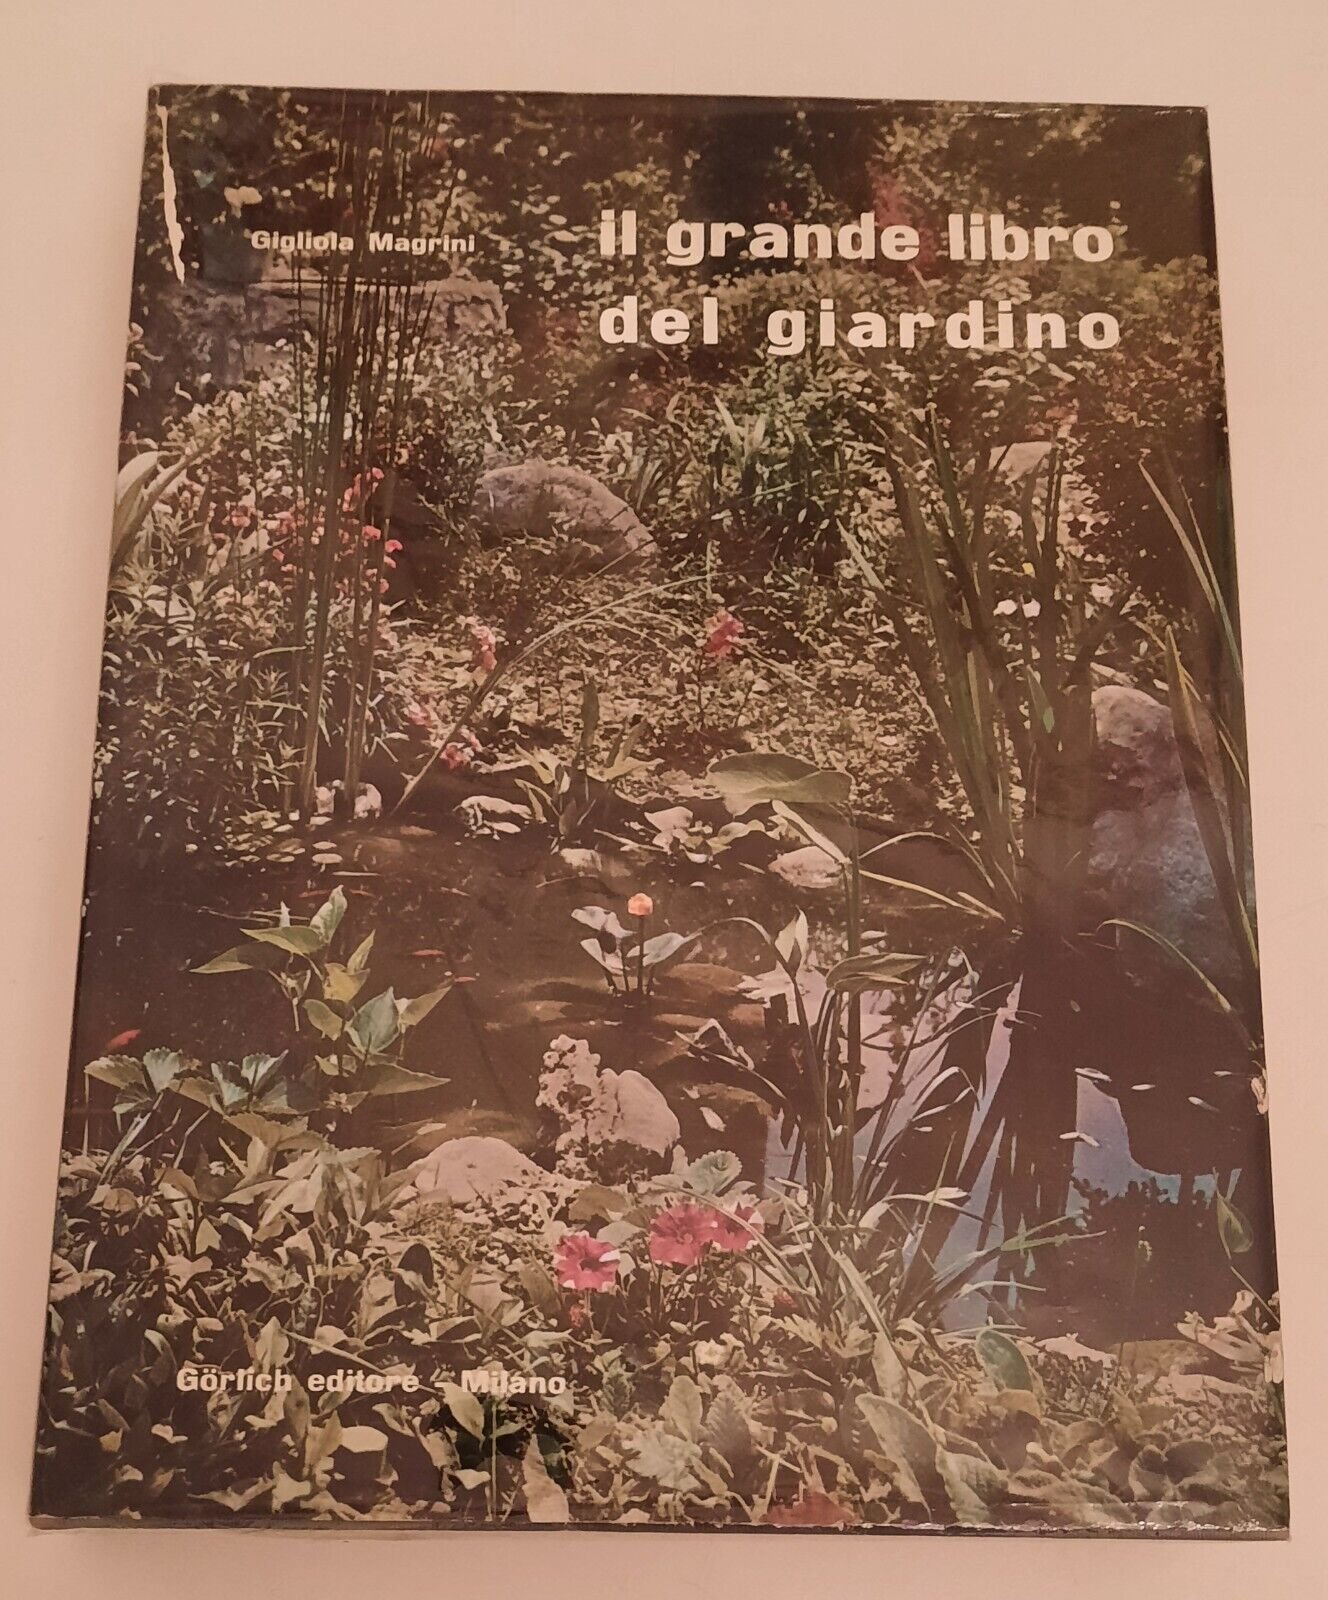 Gigliola Magrini
il grande libro
del giardino
Görlich editore - Milano